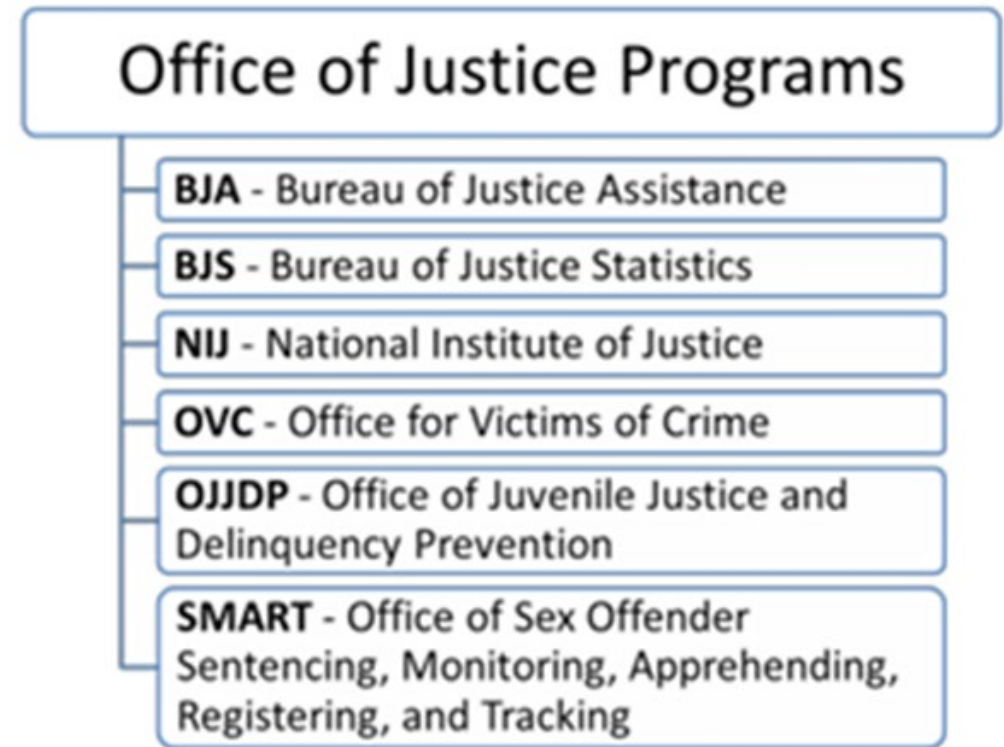 Office of Justice Programs
BJA - Bureau of Justice Assistance
BJS - Bureau of Justice Statistics
NIJ - National Institute of Justice
OVC - Office for Victims of Crime
OJJDP - Office of Juvenile Justice and
Delinquency Prevention
SMART - Office of Sex Offender
Sentencing, Monitoring, Apprehending,
Registering, and Tracking